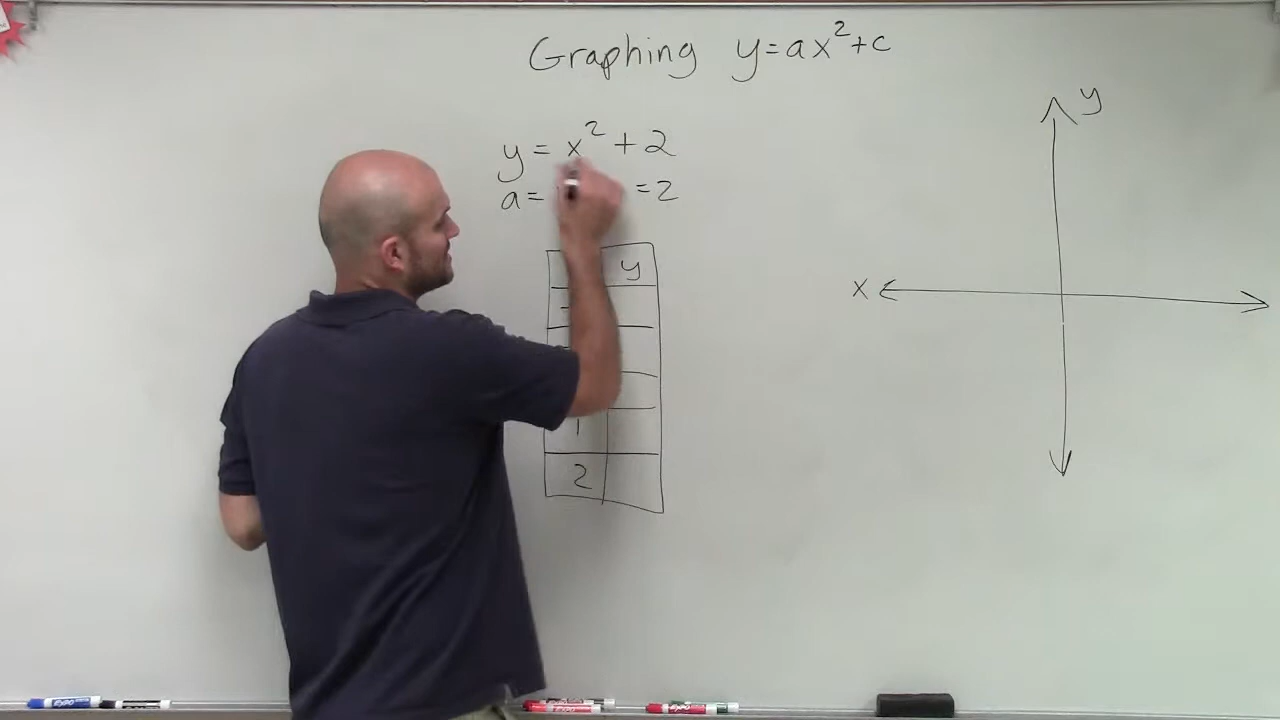 Graphing y=ax²+c
y
y = x² + 2
a= =2
y
x
1
2